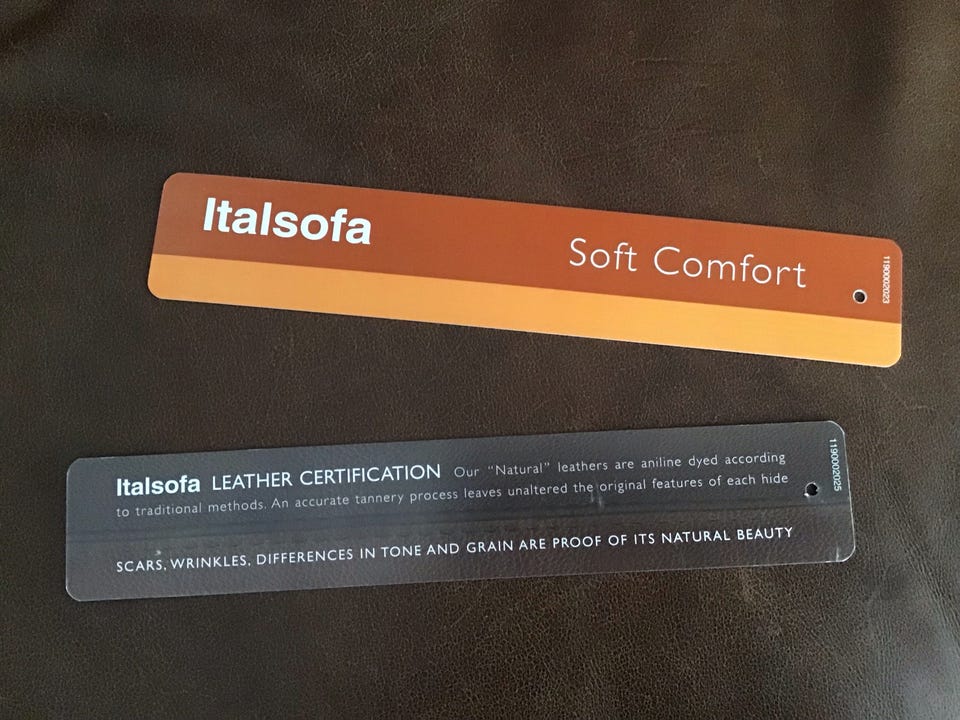 Italsofa
Soft Comfort
1190002023
Italsofa LEATHER CERTIFICATION Our “Natural” leathers are aniline dyed according
to traditional methods. An accurate tannery process leaves unaltered the original features of each hide
SCARS, WRINKLES, DIFFERENCES IN TONE AND GRAIN ARE PROOF OF ITS NATURAL BEAUTY
1190002025